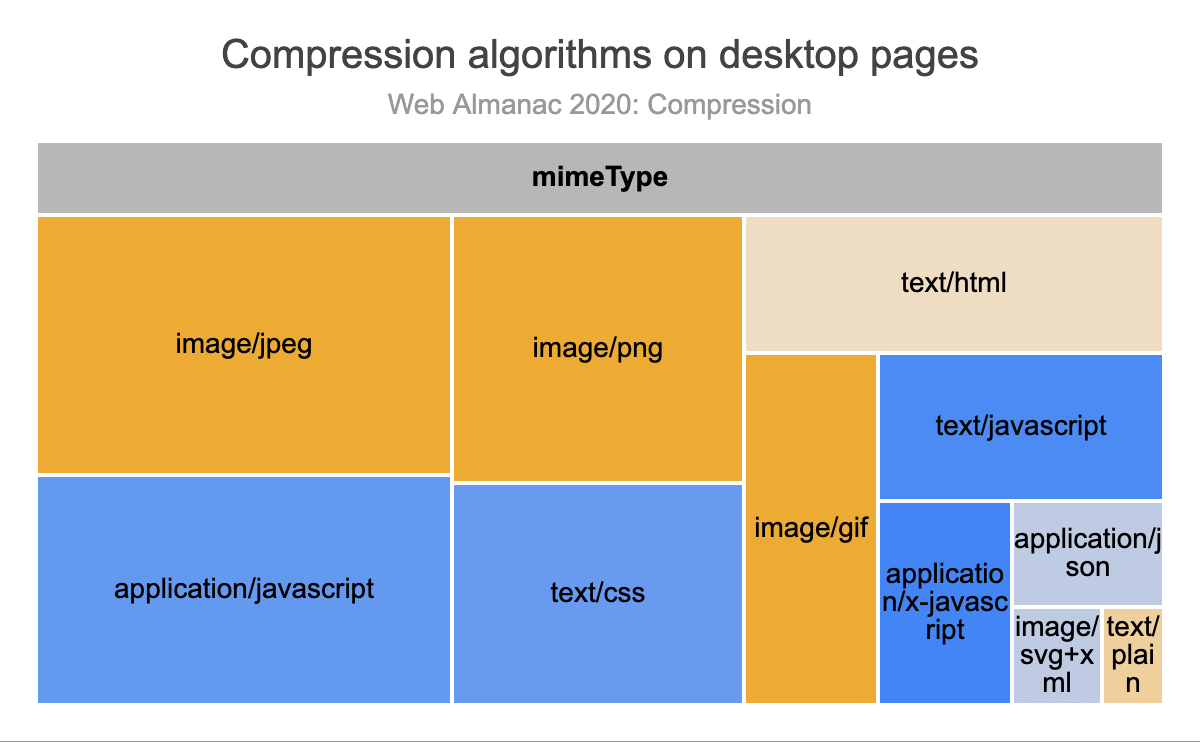 Compression algorithms on desktop pages
Web Almanac 2020: Compression
mimeType
image/jpeg
image/png
text/html
text/javascript
image/gif
application/j
son
applicatio
n/x-javasc
ript
application/javascript
text/css
image/
svg+x
ml
text/
plai
n